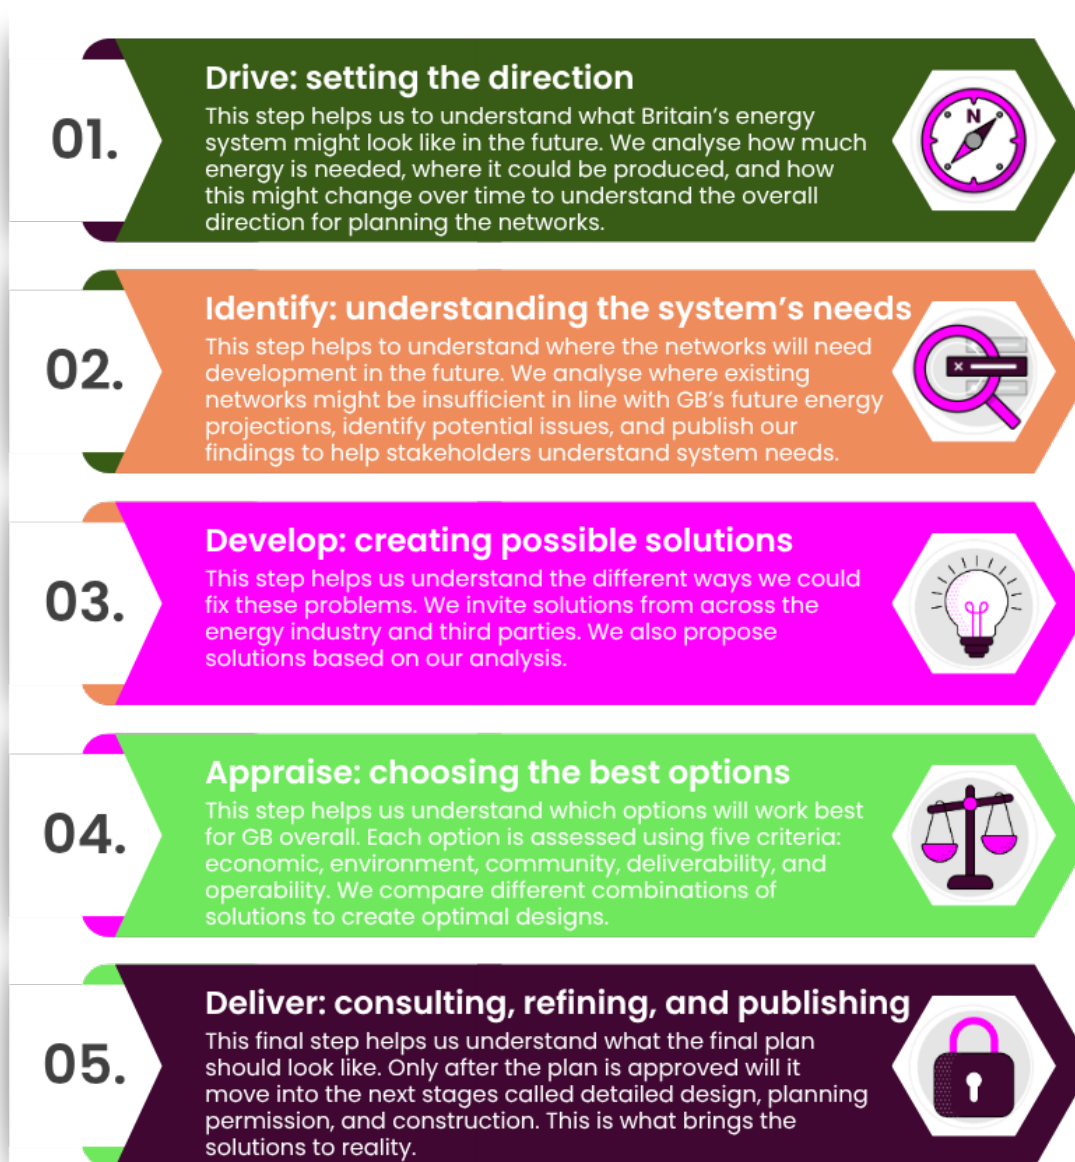 01.
Drive: setting the direction
This step helps us to understand what Britain's energy
system might look like in the future. We analyse how much
energy is needed, where it could be produced, and how
this might change over time to understand the overall
direction for planning the networks.
N
02.
Identify: understanding the system's needs
This step helps to understand where the networks will need
development in the future. We analyse where existing
networks might be insufficient in line with GB's future energy
projections, identify potential issues, and publish our
findings to help stakeholders understand system needs.
03.
Develop: creating possible solutions
This step helps us understand the different ways we could
fix these problems. We invite solutions from across the
energy industry and third parties. We also propose
solutions based on our analysis.
04.
Appraise: choosing the best options
This step helps us understand which options will work best
for GB overall. Each option is assessed using five criteria:
economic, environment, community, deliverability, and
operability. We compare different combinations of
solutions to create optimal designs.
05.
Deliver: consulting, refining, and publishing
This final step helps us understand what the final plan
should look like. Only after the plan is approved will it
move into the next stages called detailed design, planning
permission, and construction. This is what brings the
solutions to reality.